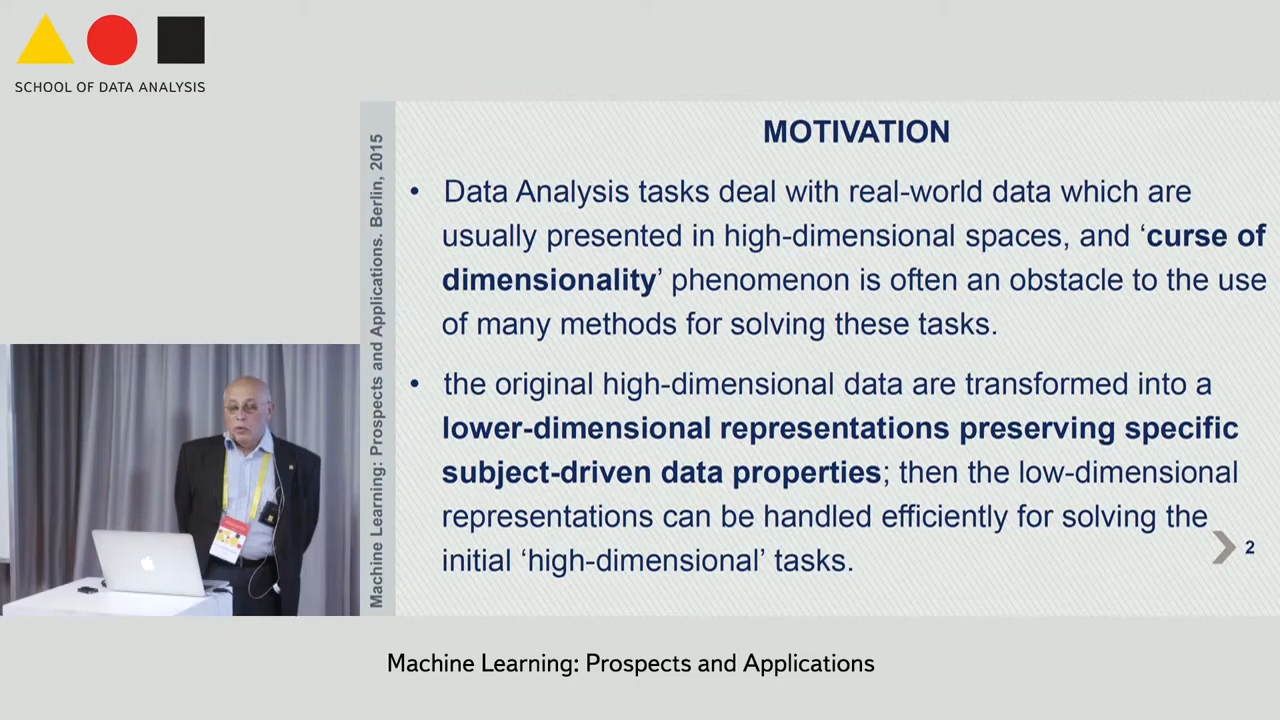 SCHOOL OF DATA ANALYSIS
Machine Learning: Prospects and Applications. Berlin, 2015
MOTIVATION
• Data Analysis tasks deal with real-world data which are
usually presented in high-dimensional spaces, and ‘curse of
dimensionality’ phenomenon is often an obstacle to the use
of many methods for solving these tasks.
• the original high-dimensional data are transformed into a
lower-dimensional representations preserving specific
subject-driven data properties; then the low-dimensional
representations can be handled efficiently for solving the
initial ‘high-dimensional’ tasks.
2
Machine Learning: Prospects and Applications